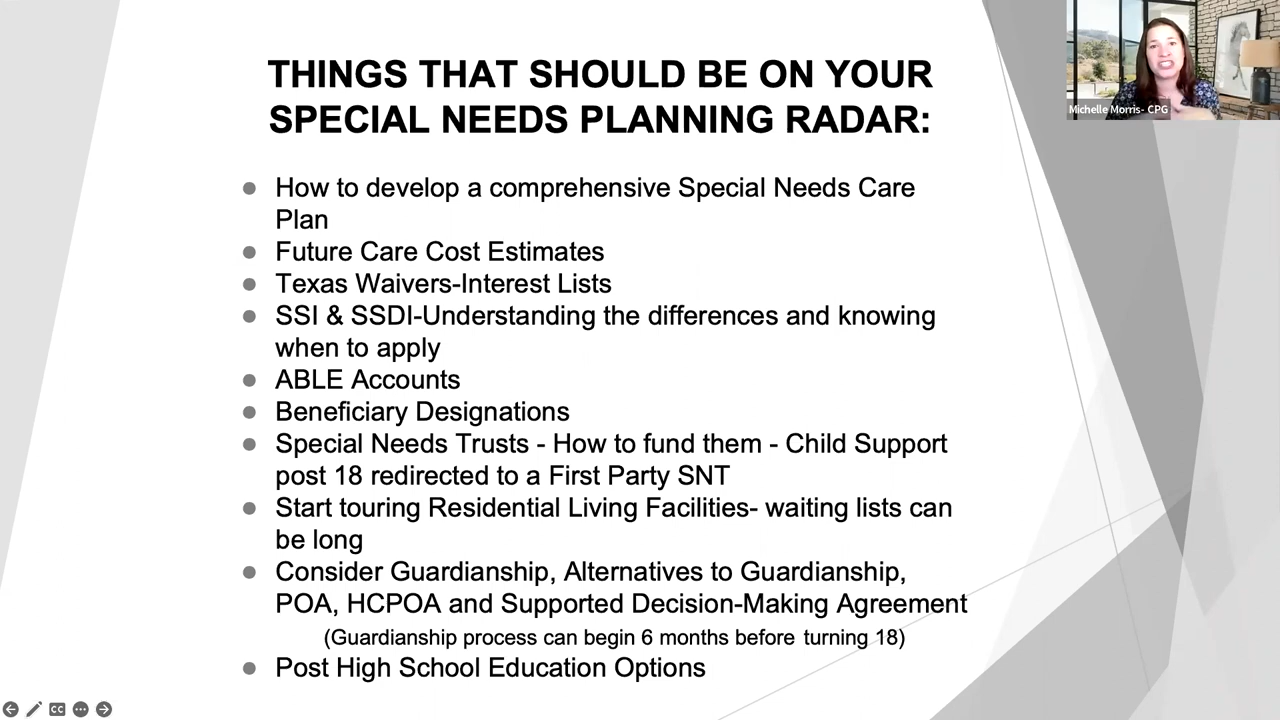 THINGS THAT SHOULD BE ON YOUR
SPECIAL NEEDS PLANNING RADAR:
Michelle Morris- CPG
How to develop a comprehensive Special Needs Care
Plan
Future Care Cost Estimates
Texas Waivers-Interest Lists
SSI & SSDI-Understanding the differences and knowing
when to apply
ABLE Accounts
Beneficiary Designations
Special Needs Trusts - How to fund them - Child Support
post 18 redirected to a First Party SNT
Start touring Residential Living Facilities- waiting lists can
be long
Consider Guardianship, Alternatives to Guardianship,
POA, HCPOA and Supported Decision-Making Agreement
(Guardianship process can begin 6 months before turning 18)
Post High School Education Options
CC